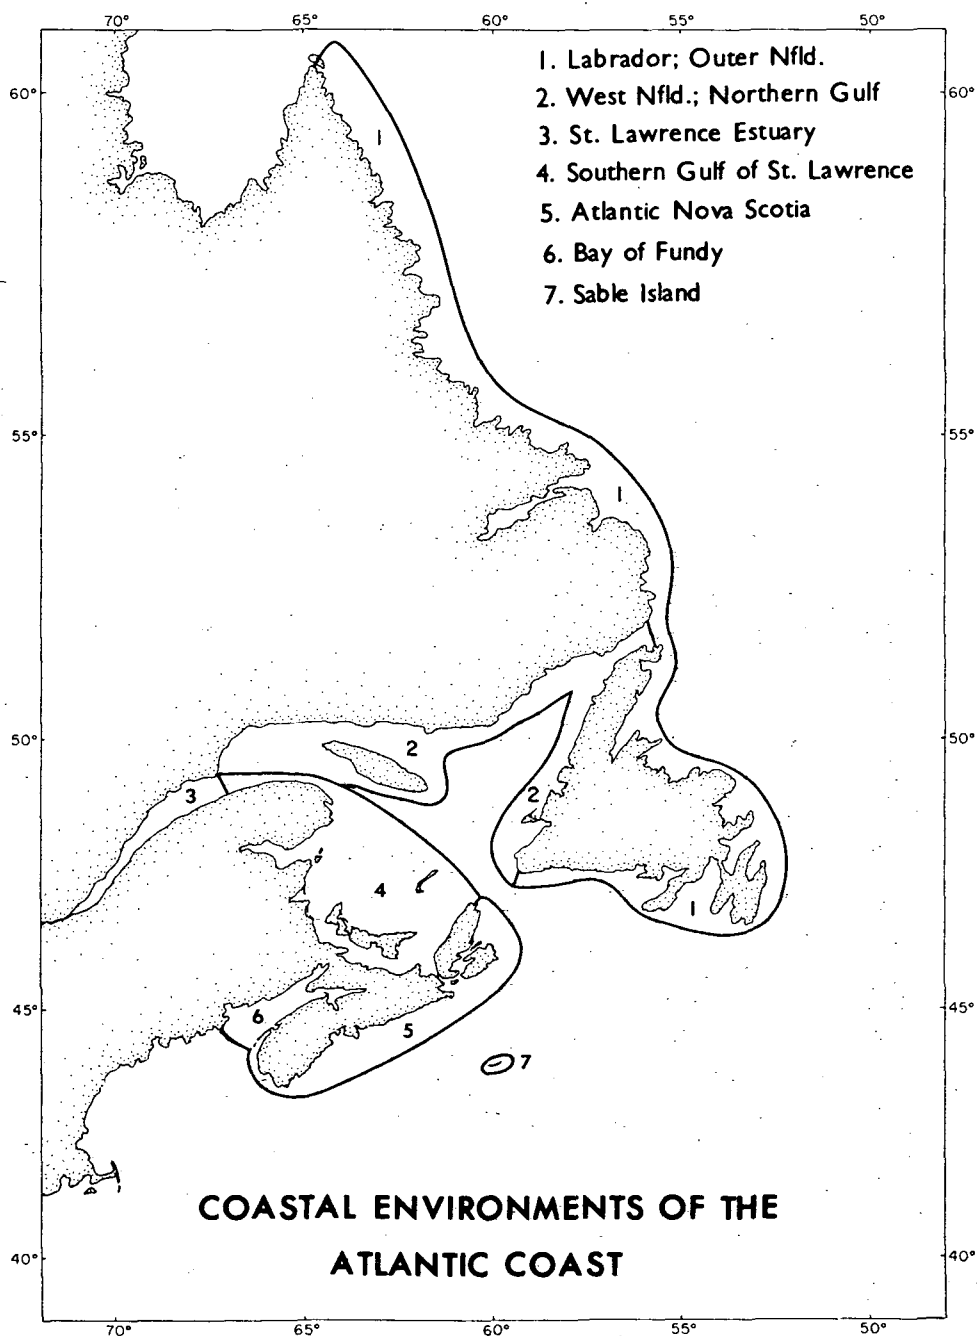 70° 65° 60° 55° 50°
1. Labrador; Outer Nfld.
60° 60°
2. West Nfld.; Northern Gulf
3. St. Lawrence Estuary
1
4. Southern Gulf of St. Lawrence
5. Atlantic Nova Scotia
6. Bay of Fundy
7. Sable Island
55° 55°
1
50° 50°
2
3
2
4
1
45° 45°
6
5
7
COASTAL ENVIRONMENTS OF THE
ATLANTIC COAST
40° 40°
70° 65° 60° 55° 50°